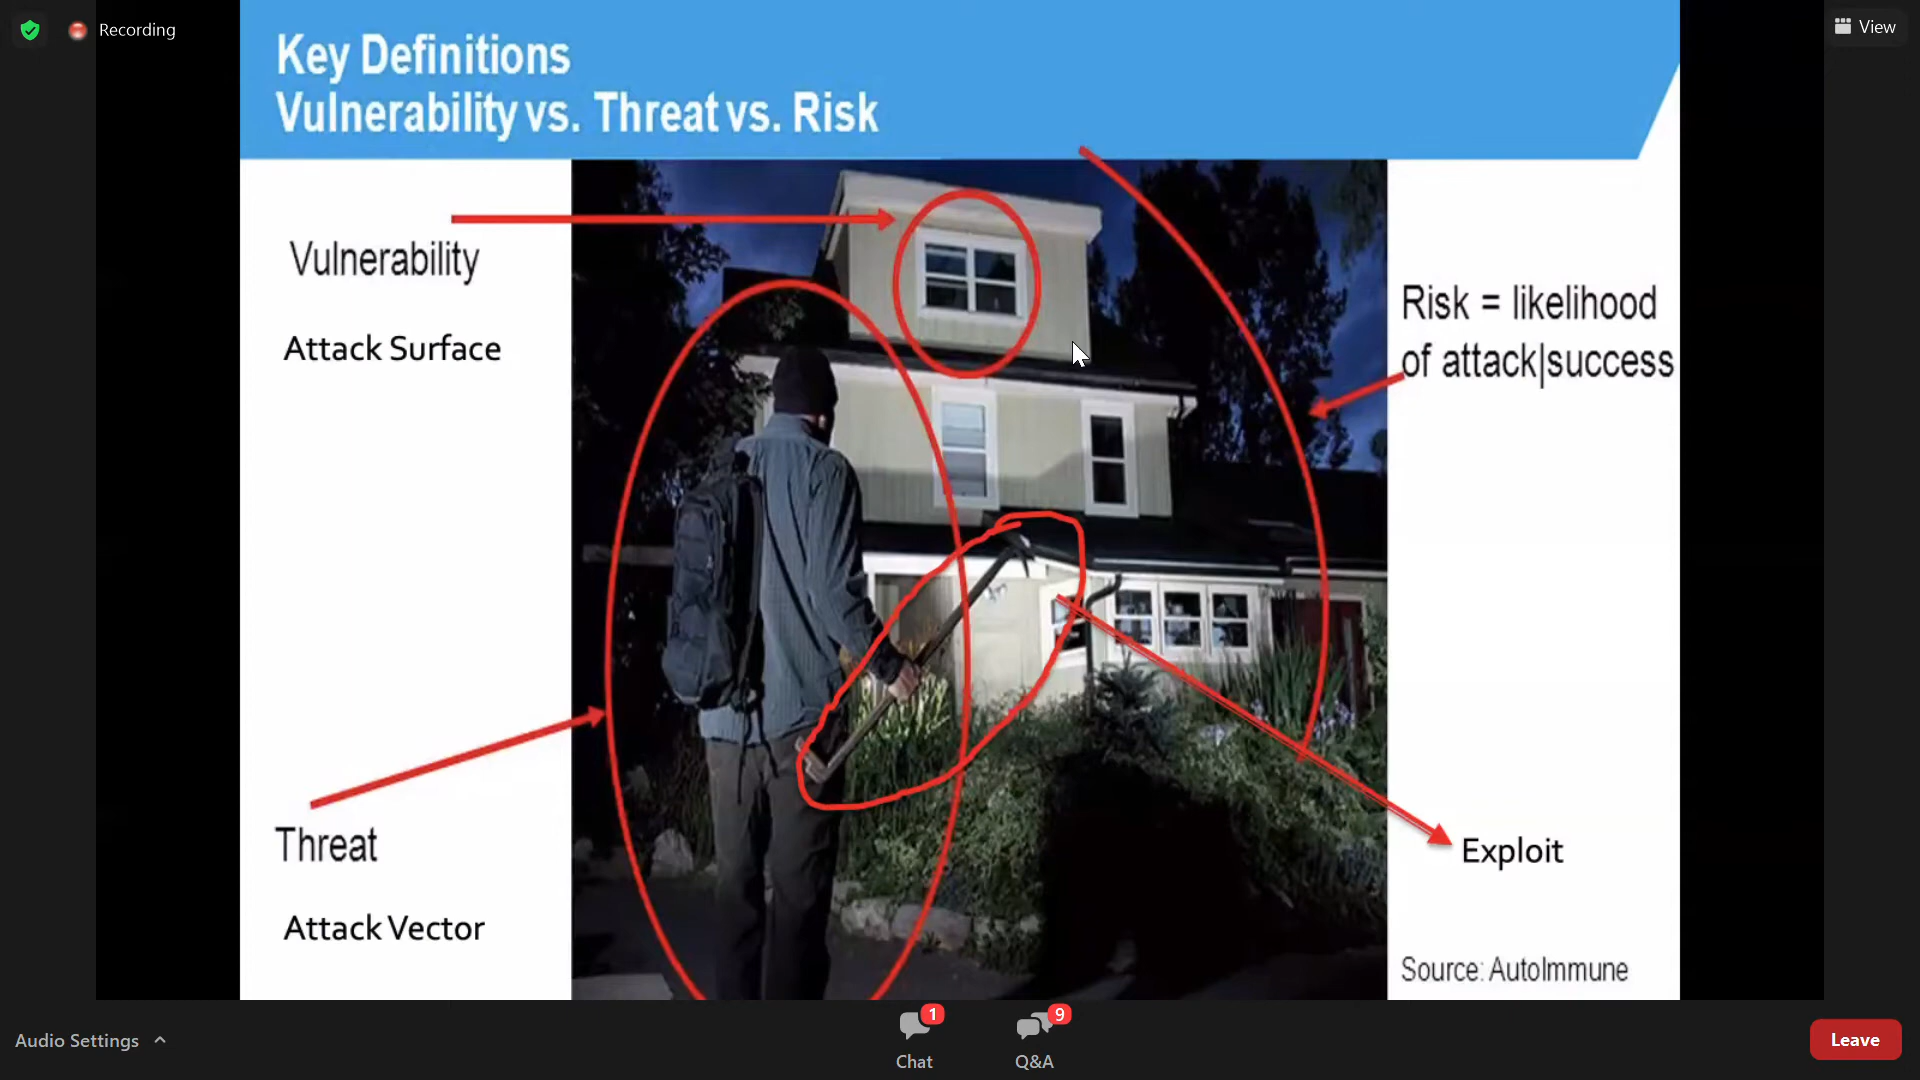 Recording
View
Key Definitions
Vulnerability vs. Threat vs. Risk
Vulnerability
Attack Surface
Risk = likelihood
of attack|success
Threat
Attack Vector
Exploit
Source: AutoImmune
Audio Settings
1
Chat
9
Q&A
Leave